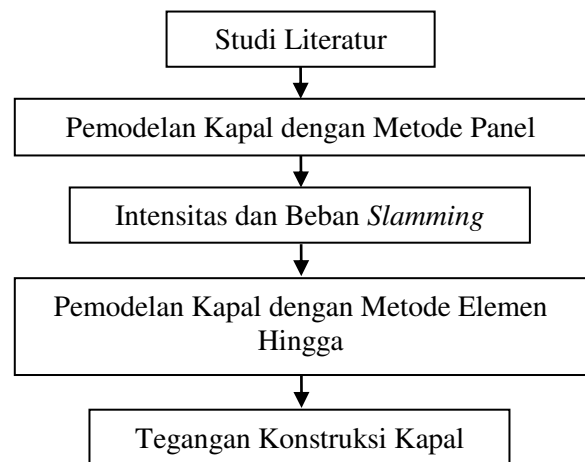 Studi Literatur
Pemodelan Kapal dengan Metode Panel
Intensitas dan Beban Slamming
Pemodelan Kapal dengan Metode Elemen
Hingga
Tegangan Konstruksi Kapal